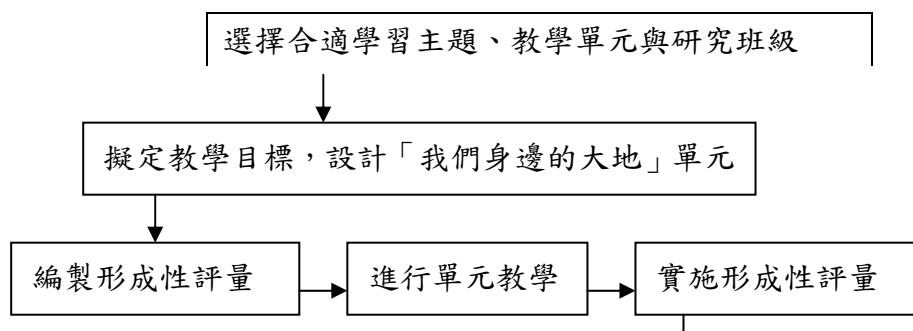 選擇合適學習主題、教學單元與研究班級
擬定教學目標，設計「我們身邊的大地」單元
編製形成性評量
進行單元教學
實施形成性評量